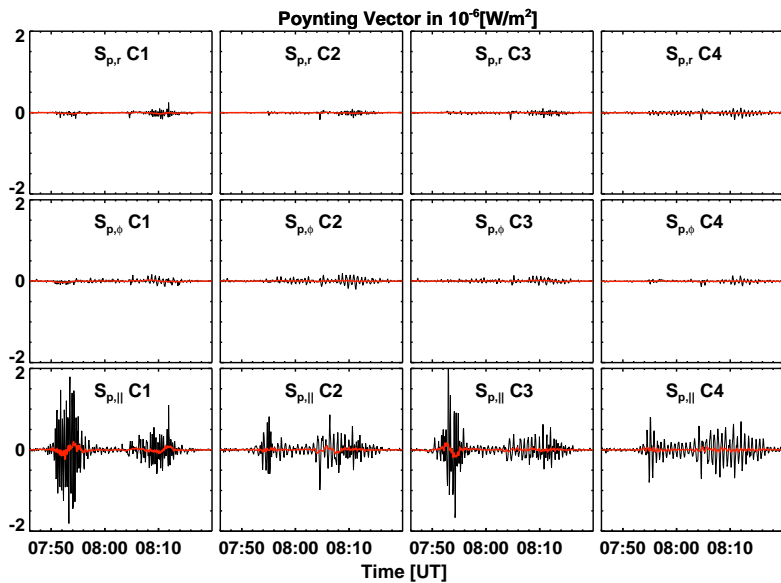 Poynting Vector in 10⁻⁶[W/m²]
S_p,r C1 S_p,r C2 S_p,r C3 S_p,r C4
0
-2
S_p,ϕ C1 S_p,ϕ C2 S_p,ϕ C3 S_p,ϕ C4
0
-2
2
S_p,|| C1 S_p,|| C2 S_p,|| C3 S_p,|| C4
0
-2
07:50 08:00 08:10 07:50 08:00 08:10 07:50 08:00 08:10 07:50 08:00 08:10
Time [UT]